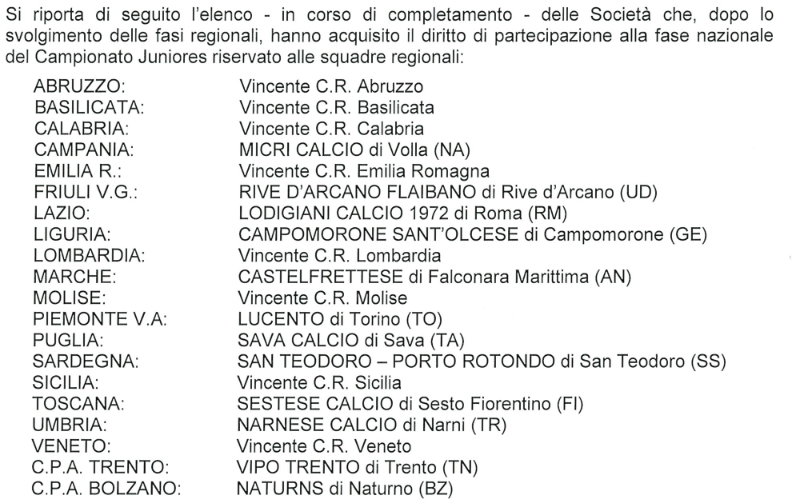 Si riporta di seguito l'elenco - in corso di completamento - delle Società che, dopo lo
svolgimento delle fasi regionali, hanno acquisito il diritto di partecipazione alla fase nazionale
del Campionato Juniores riservato alle squadre regionali:
ABRUZZO: Vincente C.R. Abruzzo
BASILICATA: Vincente C.R. Basilicata
CALABRIA: Vincente C.R. Calabria
CAMPANIA: MICRI CALCIO di Volla (NA)
EMILIA R.: Vincente C.R. Emilia Romagna
FRIULI V.G.: RIVE D'ARCANO FLAIBANO di Rive d'Arcano (UD)
LAZIO: LODIGIANI CALCIO 1972 di Roma (RM)
LIGURIA: CAMPOMORONE SANT'OLCESE di Campomorone (GE)
LOMBARDIA: Vincente C.R. Lombardia
MARCHE: CASTELFRETTESE di Falconara Marittima (AN)
MOLISE: Vincente C.R. Molise
PIEMONTE V.A: LUCENTO di Torino (TO)
PUGLIA: SAVA CALCIO di Sava (TA)
SARDEGNA: SAN TEODORO – PORTO ROTONDO di San Teodoro (SS)
SICILIA: Vincente C.R. Sicilia
TOSCANA: SESTESE CALCIO di Sesto Fiorentino (FI)
UMBRIA: NARNESE CALCIO di Narni (TR)
VENETO: Vincente C.R. Veneto
C.P.A. TRENTO: VIPO TRENTO di Trento (TN)
C.P.A. BOLZANO: NATURNS di Naturno (BZ)